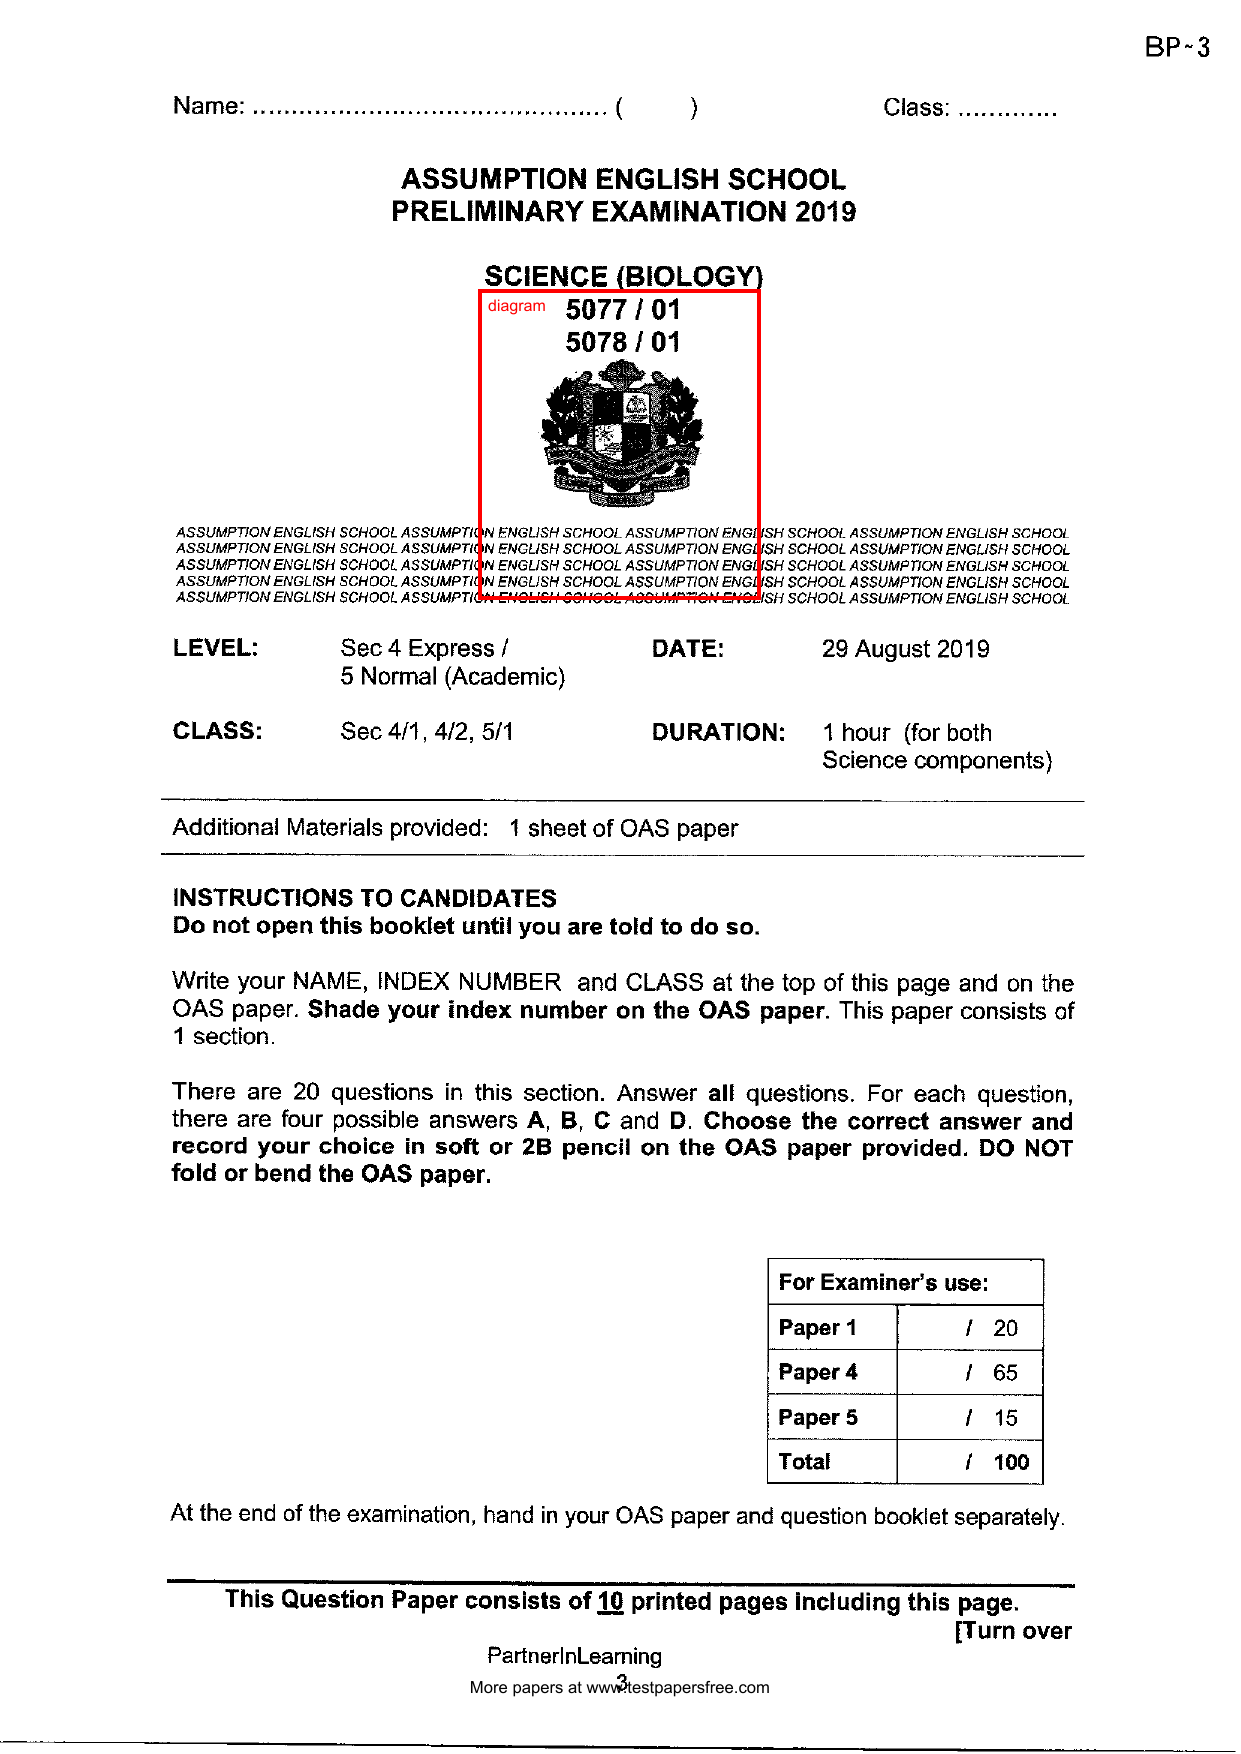 BP~3
Name: .............................................. (          )          Class: .............
ASSUMPTION ENGLISH SCHOOL
PRELIMINARY EXAMINATION 2019
SCIENCE (BIOLOGY)
diagram 5077 / 01
5078 / 01
ASSUMPTION ENGLISH SCHOOL ASSUMPTION ENGLISH SCHOOL ASSUMPTION ENGLISH SCHOOL ASSUMPTION ENGLISH SCHOOL
ASSUMPTION ENGLISH SCHOOL ASSUMPTION ENGLISH SCHOOL ASSUMPTION ENGLISH SCHOOL ASSUMPTION ENGLISH SCHOOL
ASSUMPTION ENGLISH SCHOOL ASSUMPTION ENGLISH SCHOOL ASSUMPTION ENGLISH SCHOOL ASSUMPTION ENGLISH SCHOOL
ASSUMPTION ENGLISH SCHOOL ASSUMPTION ENGLISH SCHOOL ASSUMPTION ENGLISH SCHOOL ASSUMPTION ENGLISH SCHOOL
ASSUMPTION ENGLISH SCHOOL ASSUMPTION ENGLISH SCHOOL ASSUMPTION ENGLISH SCHOOL ASSUMPTION ENGLISH SCHOOL
LEVEL: Sec 4 Express / DATE: 29 August 2019
5 Normal (Academic)
CLASS: Sec 4/1, 4/2, 5/1 DURATION: 1 hour (for both
Science components)
Additional Materials provided: 1 sheet of OAS paper
INSTRUCTIONS TO CANDIDATES
Do not open this booklet until you are told to do so.
Write your NAME, INDEX NUMBER and CLASS at the top of this page and on the
OAS paper. Shade your index number on the OAS paper. This paper consists of
1 section.
There are 20 questions in this section. Answer all questions. For each question,
there are four possible answers A, B, C and D. Choose the correct answer and
record your choice in soft or 2B pencil on the OAS paper provided. DO NOT
fold or bend the OAS paper.
For Examiner's use:
Paper 1 / 20
Paper 4 / 65
Paper 5 / 15
Total / 100
At the end of the examination, hand in your OAS paper and question booklet separately.
This Question Paper consists of 10 printed pages including this page.
[Turn over
PartnerInLearning
3
More papers at www.testpapersfree.com